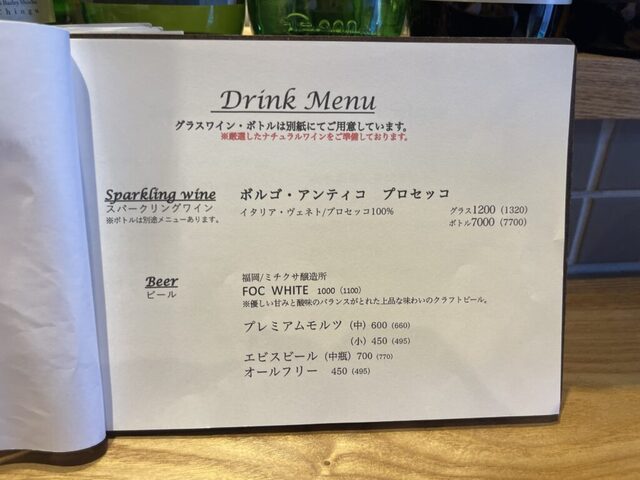 Barley Shochu
Drink Menu
グラスワイン・ボトルは別紙にてご用意しています。
※厳選したナチュラルワインをご準備しております。
Sparkling wine
スパークリングワイン
※ボトルは別途メニューあります。
ボルゴ・アンティコ プロセッコ
イタリア・ヴェネト/プロセッコ100%
グラス1200 (1320)
ボトル7000 (7700)
Beer
ビール
福岡/ミチクサ醸造所
FOC WHITE 1000 (1100)
※優しい甘みと酸味のバランスがとれた上品な味わいのクラフトビール。
プレミアムモルツ (中) 600 (660)
(小) 450 (495)
エビスビール (中瓶) 700 (770)
オールフリー 450 (495)